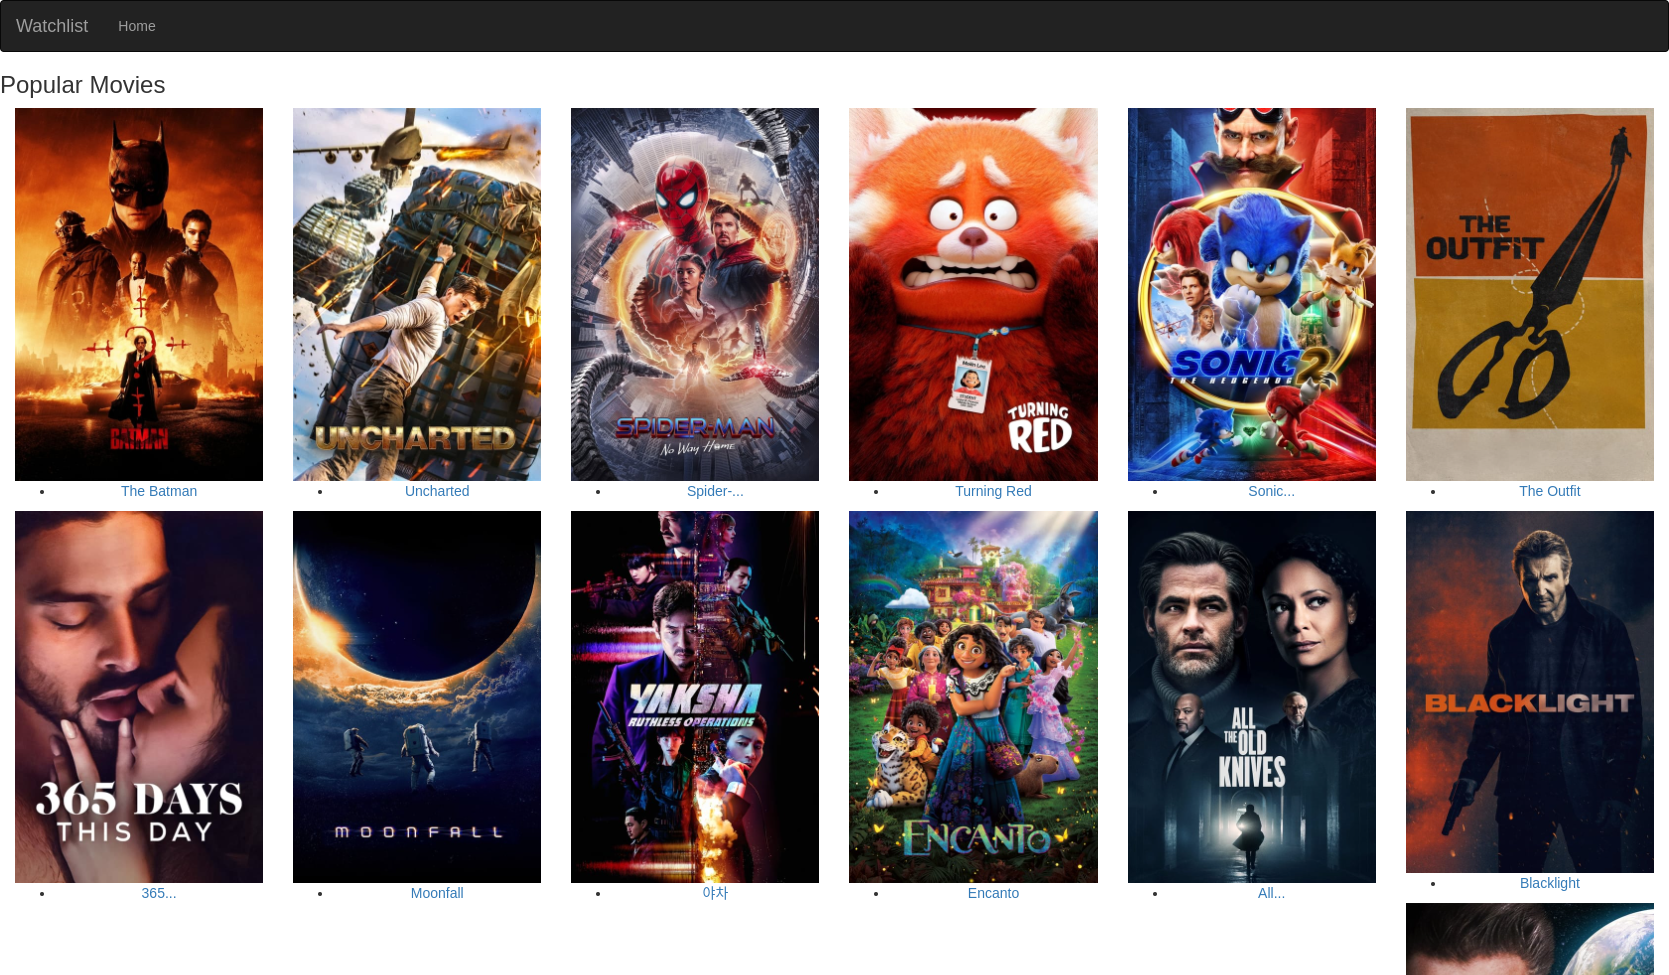 Watchlist Home
Popular Movies
BATMAN
UNCHARTED
SPIDER-MAN
No Way Home
TURNING
RED
SONIC 2
THE HEDGEHOG
THE
OUTFIT
The Batman
Uncharted
Spider-...
Turning Red
Sonic...
The Outfit
365 DAYS
THIS DAY
MOONFALL
YAKSHA
RUTHLESS OPERATIONS
ENCANTO
ALL
THE OLD
KNIVES
BLACKLIGHT
365...
Moonfall
야차
Encanto
All...
Blacklight